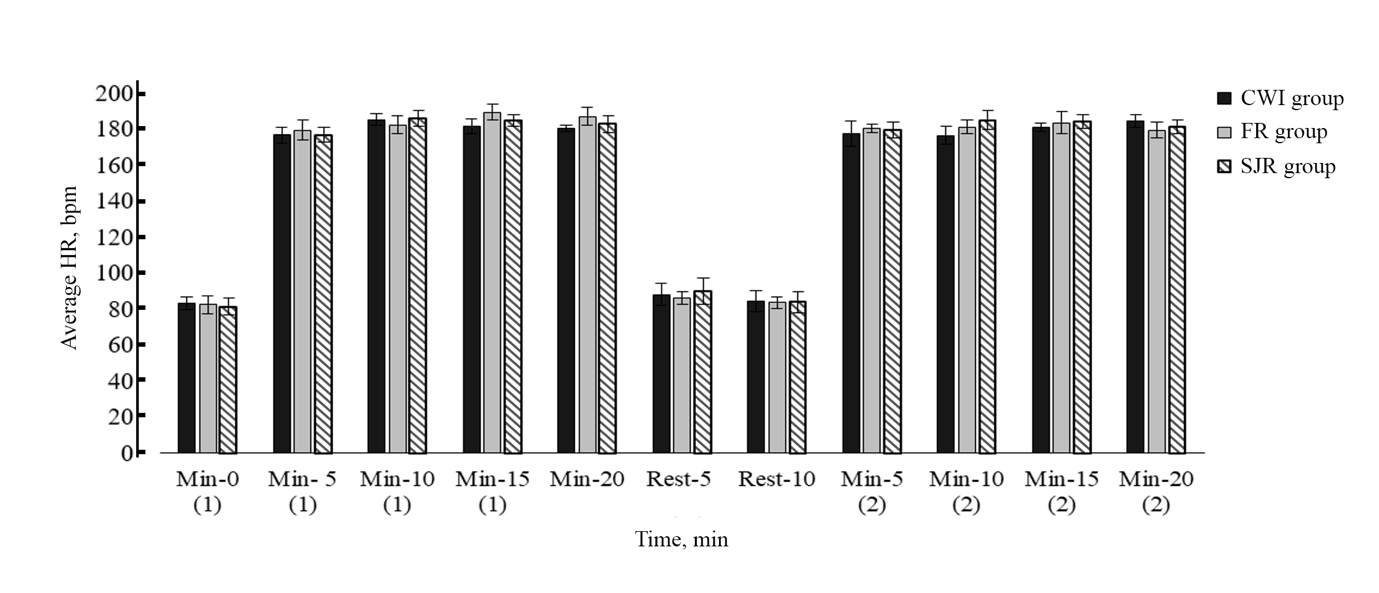 Average HR, bpm
200
180
160
140
120
100
80
60
40
20
0
Min-0 Min- 5 Min-10 Min-15 Min-20 Rest-5 Rest-10 Min-5 Min-10 Min-15 Min-20
(1) (1) (1) (1) (2) (2) (2) (2)
Time, min
CWI group
FR group
SJR group